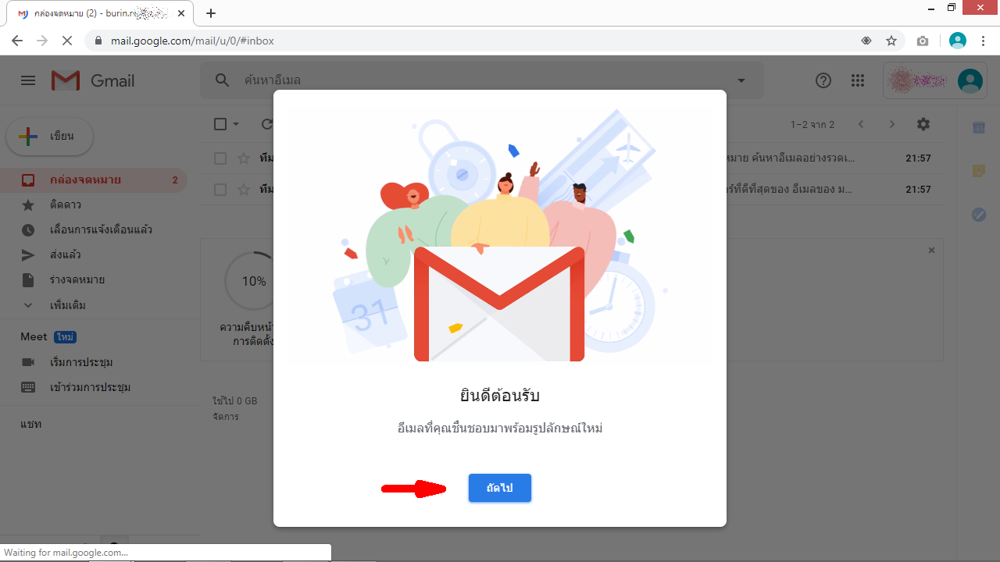 กล่องจดหมาย (2) - burin.r
mail.google.com/mail/u/0/#inbox
Gmail
ค้นหาอีเมล
เขียน
1–2 จาก 2
กล่องจดหมาย 2
ทีม
หมาย ค้นหาอีเมลอย่างรวดเ... 21:57
ทีม
ร์ที่ดีที่สุดของ อีเมลของ ม... 21:57
ติดดาว
เลื่อนการแจ้งเตือนแล้ว
ส่งแล้ว
ร่างจดหมาย
เพิ่มเติม
Meet ใหม่
เริ่มการประชุม
เข้าร่วมการประชุม
แชท
10%
ความคืบหน้
การติดตั้ง
ใช้ไป 0 GB
จัดการ
31
31
ยินดีต้อนรับ
อีเมลที่คุณชื่นชอบมาพร้อมรูปลักษณ์ใหม่
ถัดไป
Waiting for mail.google.com...